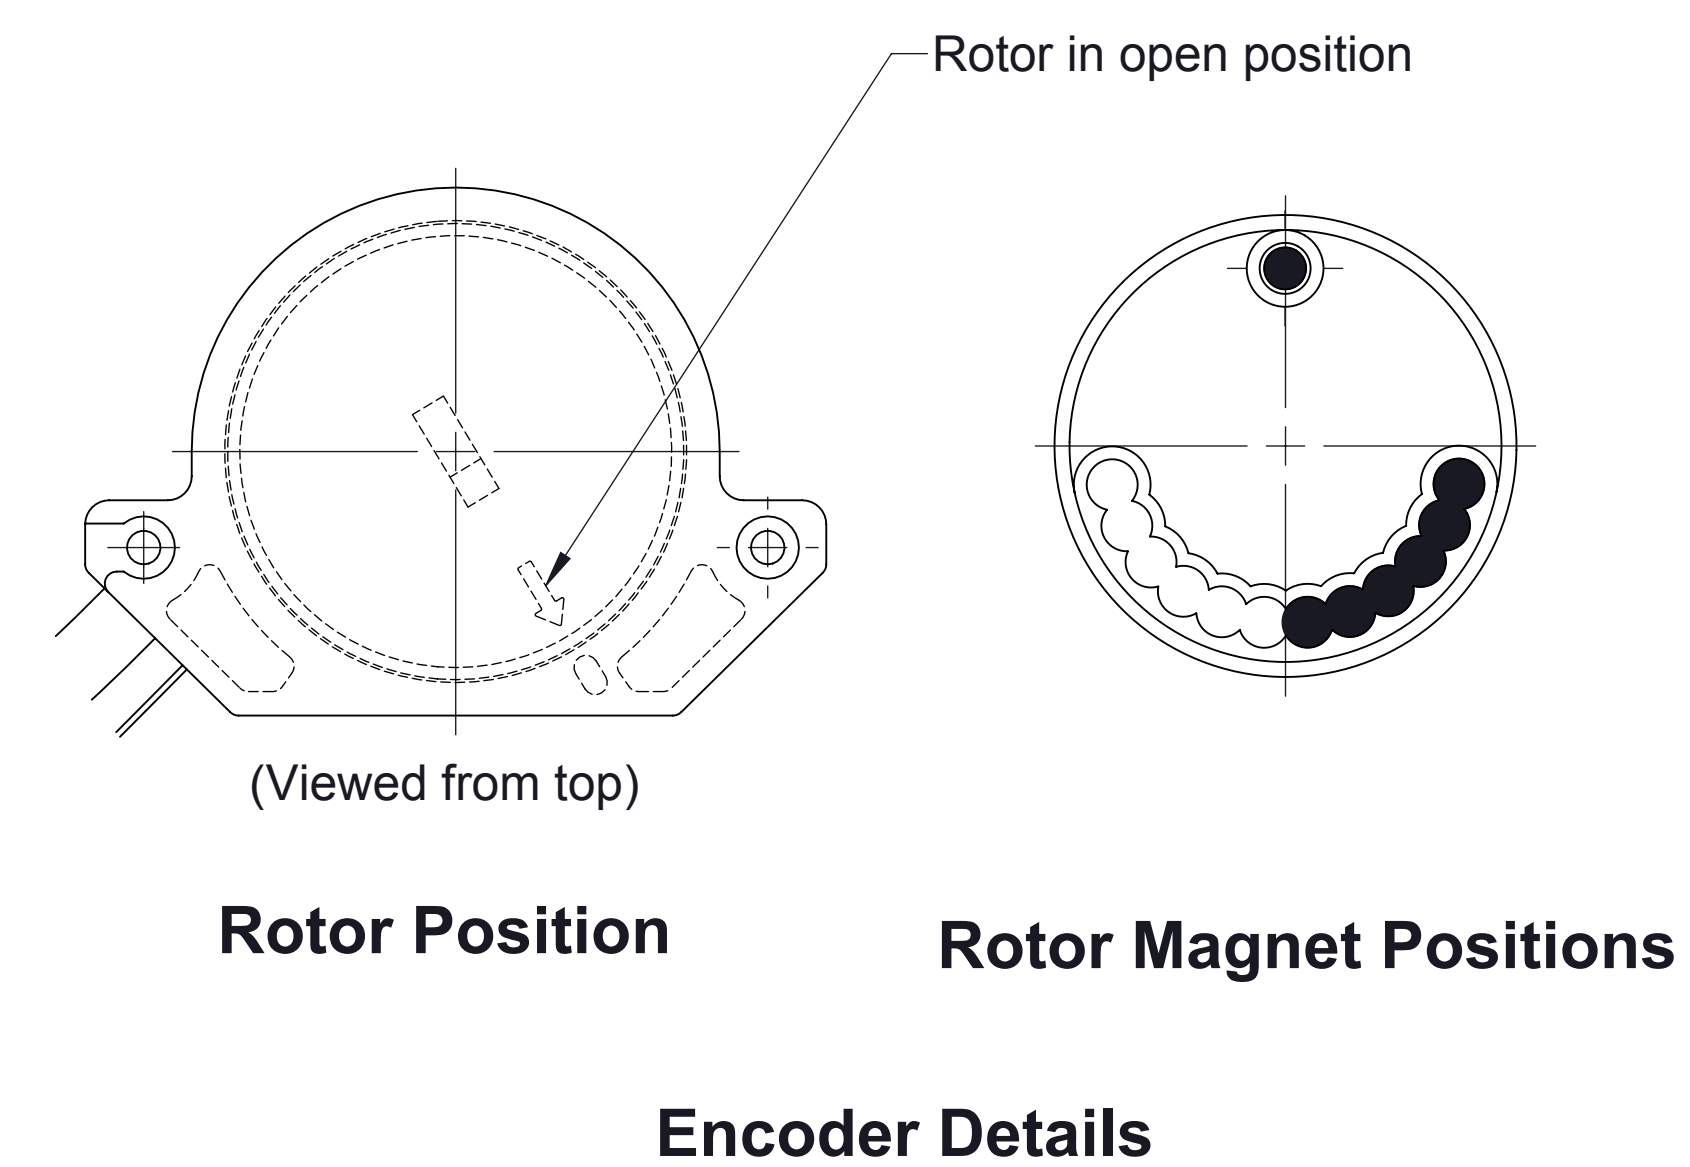 Rotor in open position
(Viewed from top)
Rotor Position
Rotor Magnet Positions
Encoder Details